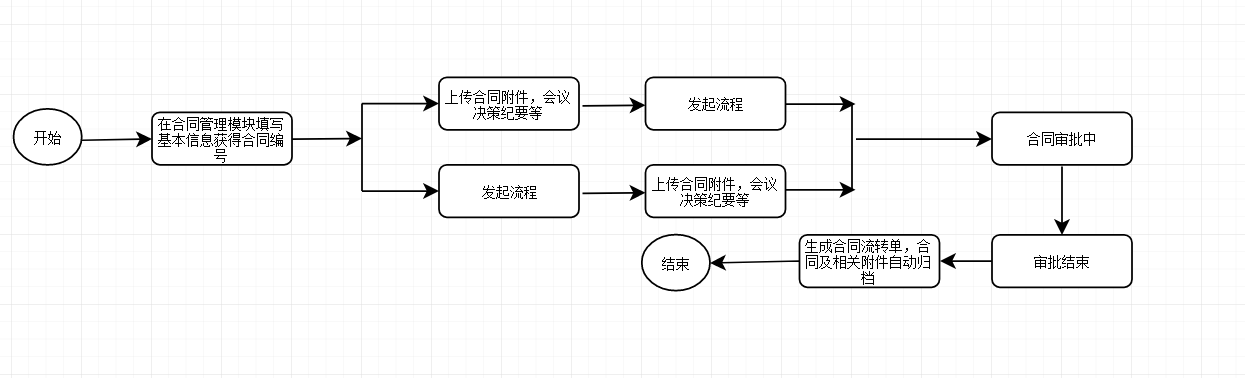 开始
在合同管理模块填写
基本信息获得合同编
号
上传合同附件，会议
决策纪要等
发起流程
发起流程
上传合同附件，会议
决策纪要等
合同审批中
审批结束
生成合同流转单，合
同及相关附件自动归
档
结束